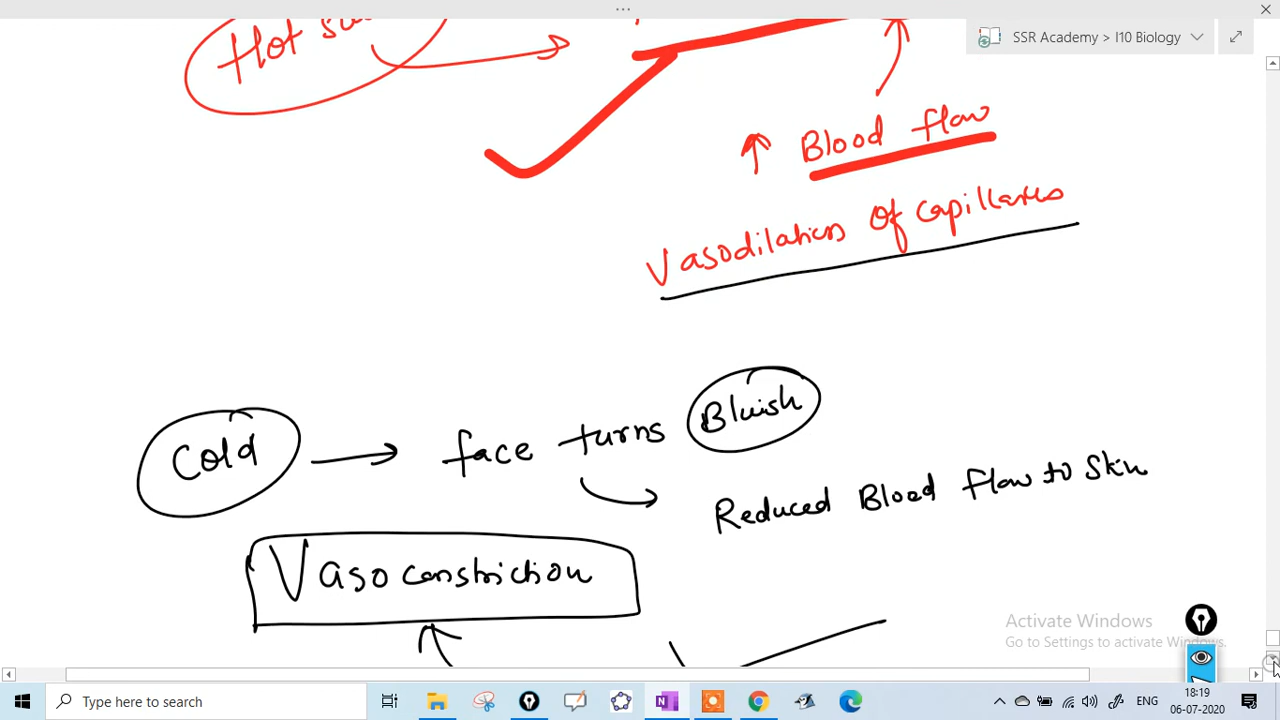 SSR Academy > I10 Biology
Hot
↑ Blood flow
Vasodilation of capillaries
Cold → face turns Bluish
Reduced Blood flow to Skin
Vasoconstriction
Activate Windows
Go to Settings to activate Windows.
Type here to search
ENG
18:19
06-07-2020